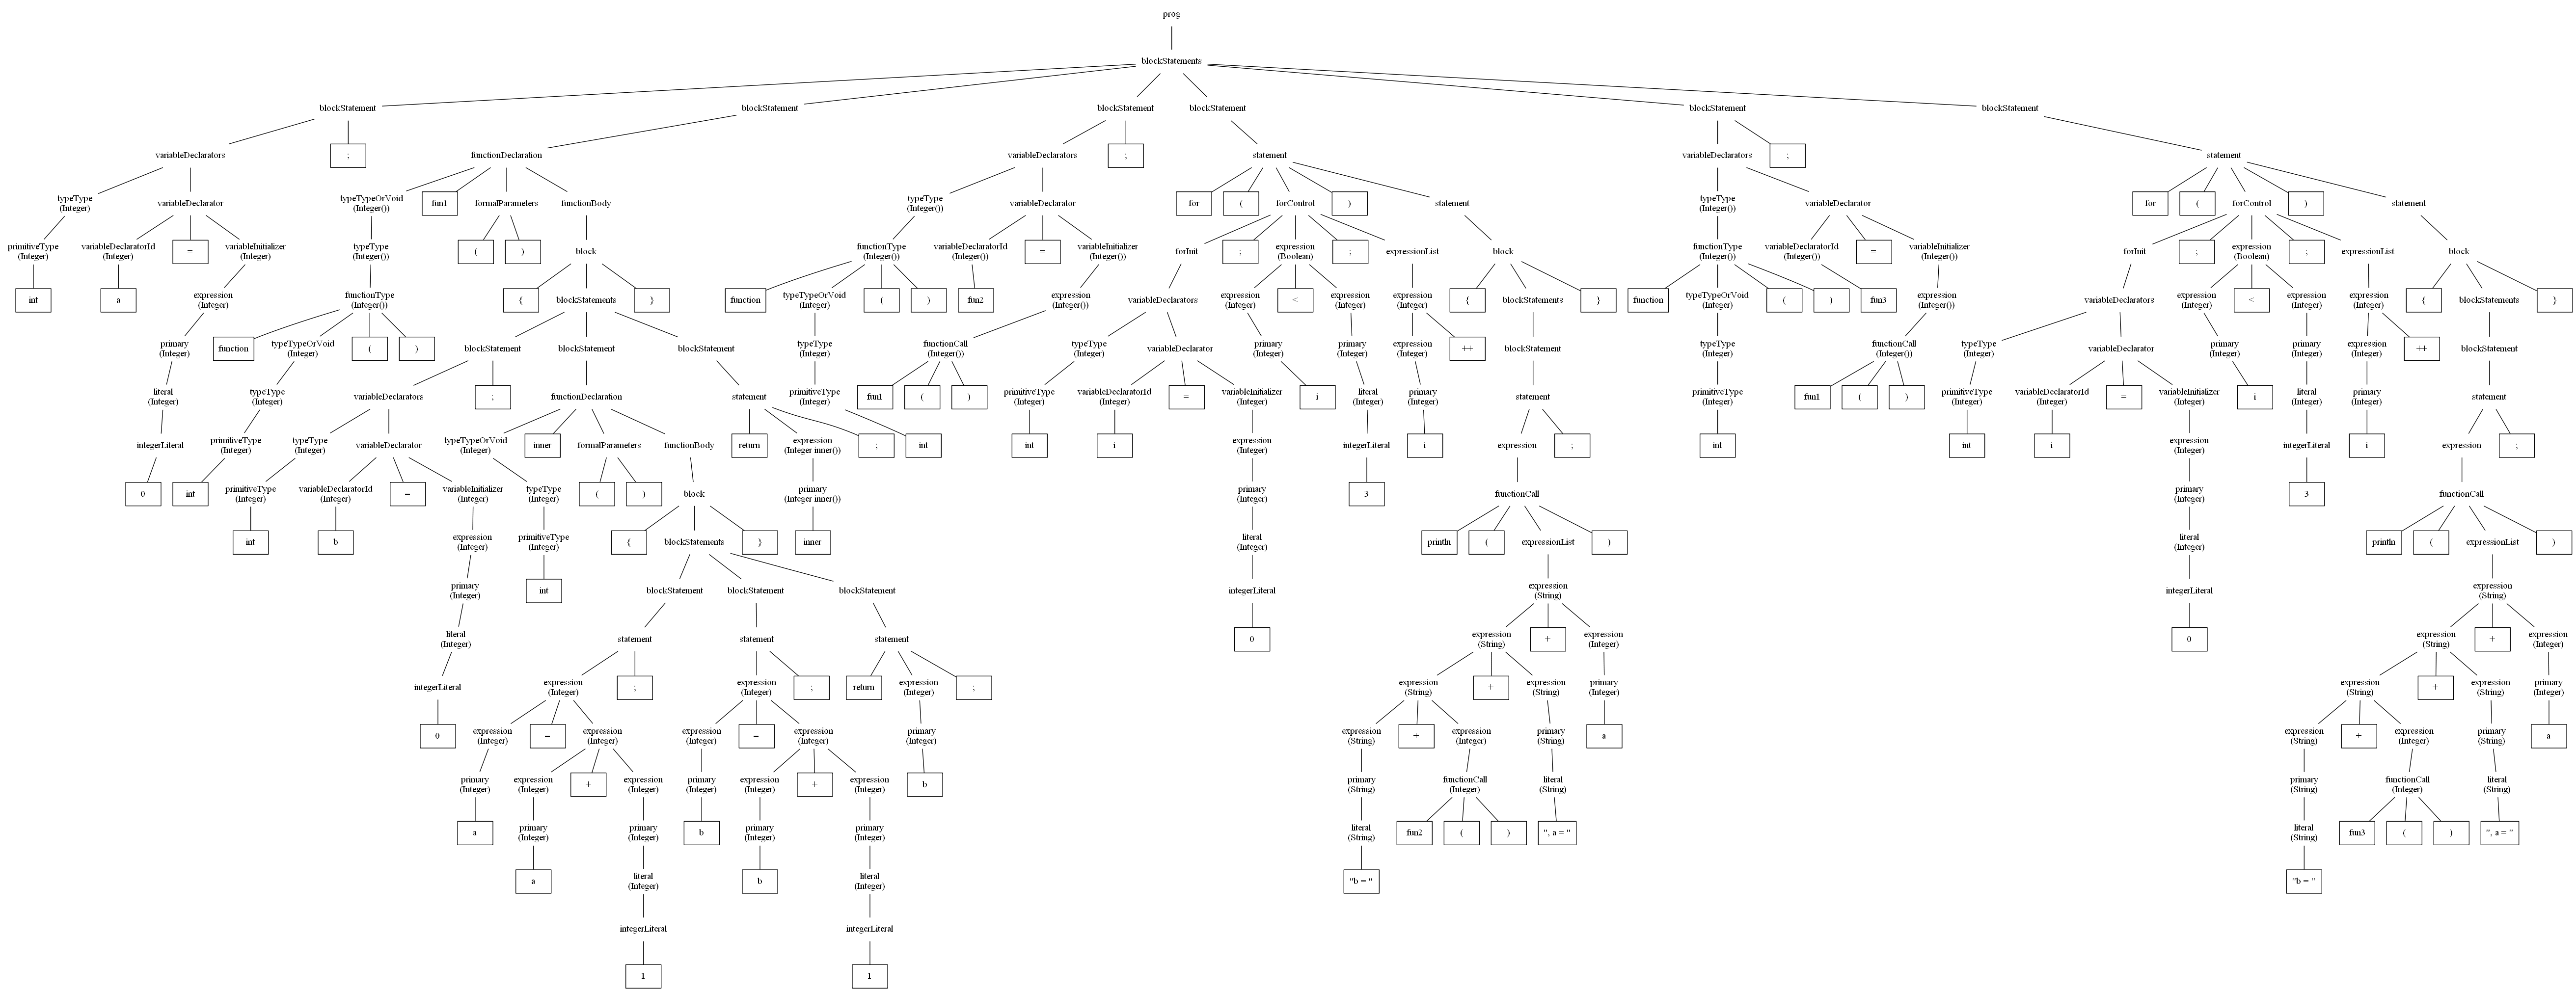 prog
blockStatements
blockStatement blockStatement blockStatement blockStatement blockStatement blockStatement
variableDeclarators ; functionDeclaration variableDeclarators ; statement variableDeclarators ; statement
typeType typeTypeOrVoid typeType typeType
variableDeclarator fun1 formalParameters functionBody variableDeclarator for ( forControl ) statement variableDeclarator for ( forControl ) statement
(Integer) (Integer()) (Integer()) (Integer())
primitiveType variableDeclaratorId variableInitializer typeType functionType variableDeclaratorId variableInitializer expression functionType variableDeclaratorId variableInitializer expression
= ( ) block = forInit ; ; expressionList block = forInit ; ; expressionList block
(Integer) (Integer) (Integer) (Integer()) (Integer()) (Integer()) (Integer()) (Boolean) (Integer()) (Integer()) (Integer()) (Boolean)
expression functionType typeTypeOrVoid expression expression expression expression typeTypeOrVoid expression expression expression expression
int a { blockStatements } function ( ) fun2 variableDeclarators < { blockStatements } function ( ) fun3 variableDeclarators < { blockStatements }
(Integer) (Integer()) (Integer) (Integer()) (Integer) (Integer) (Integer) (Integer) (Integer()) (Integer) (Integer) (Integer)
primary typeTypeOrVoid typeType functionCall typeType primary primary expression typeType functionCall typeType primary primary expression
function ( ) blockStatement blockStatement blockStatement variableDeclarator ++ blockStatement variableDeclarator ++ blockStatement
(Integer) (Integer) (Integer) (Integer()) (Integer) (Integer) (Integer) (Integer) (Integer) (Integer()) (Integer) (Integer) (Integer) (Integer)
literal typeType primitiveType primitiveType variableDeclaratorId variableInitializer literal primary primitiveType primitiveType variableDeclaratorId variableInitializer literal primary
variableDeclarators ; functionDeclaration statement fun1 ( ) = i statement fun1 ( ) = i statement
(Integer) (Integer) (Integer) (Integer) (Integer) (Integer) (Integer) (Integer) (Integer) (Integer) (Integer) (Integer) (Integer) (Integer)
primitiveType typeType typeTypeOrVoid expression expression expression
integerLiteral variableDeclarator inner formalParameters functionBody return ; int int i integerLiteral i expression ; int int i integerLiteral i expression ;
(Integer) (Integer) (Integer) (Integer inner()) (Integer) (Integer)
primitiveType variableDeclaratorId variableInitializer typeType primary primary primary
0 int = ( ) block 3 functionCall 3 functionCall
(Integer) (Integer) (Integer) (Integer) (Integer inner()) (Integer) (Integer)
expression primitiveType literal literal
int b { blockStatements } inner println ( expressionList ) println ( expressionList )
(Integer) (Integer) (Integer) (Integer)
primary expression expression
int blockStatement blockStatement blockStatement integerLiteral integerLiteral
(Integer) (String) (String)
literal expression expression expression expression
statement statement statement 0 + 0 +
(Integer) (String) (Integer) (String) (Integer)
expression expression expression expression expression primary expression expression primary
integerLiteral ; ; return ; + +
(Integer) (Integer) (Integer) (String) (String) (Integer) (String) (String) (Integer)
expression expression expression expression primary expression expression primary expression expression primary
0 = = + a + a
(Integer) (Integer) (Integer) (Integer) (Integer) (String) (Integer) (String) (String) (Integer) (String)
primary expression expression primary expression expression primary functionCall literal primary functionCall literal
+ + b
(Integer) (Integer) (Integer) (Integer) (Integer) (Integer) (String) (Integer) (String) (String) (Integer) (String)
primary primary primary primary literal literal
a b fun2 ( ) ", a = " fun3 ( ) ", a = "
(Integer) (Integer) (Integer) (Integer) (String) (String)
literal literal
a b "b = " "b = "
(Integer) (Integer)
integerLiteral integerLiteral
1 1